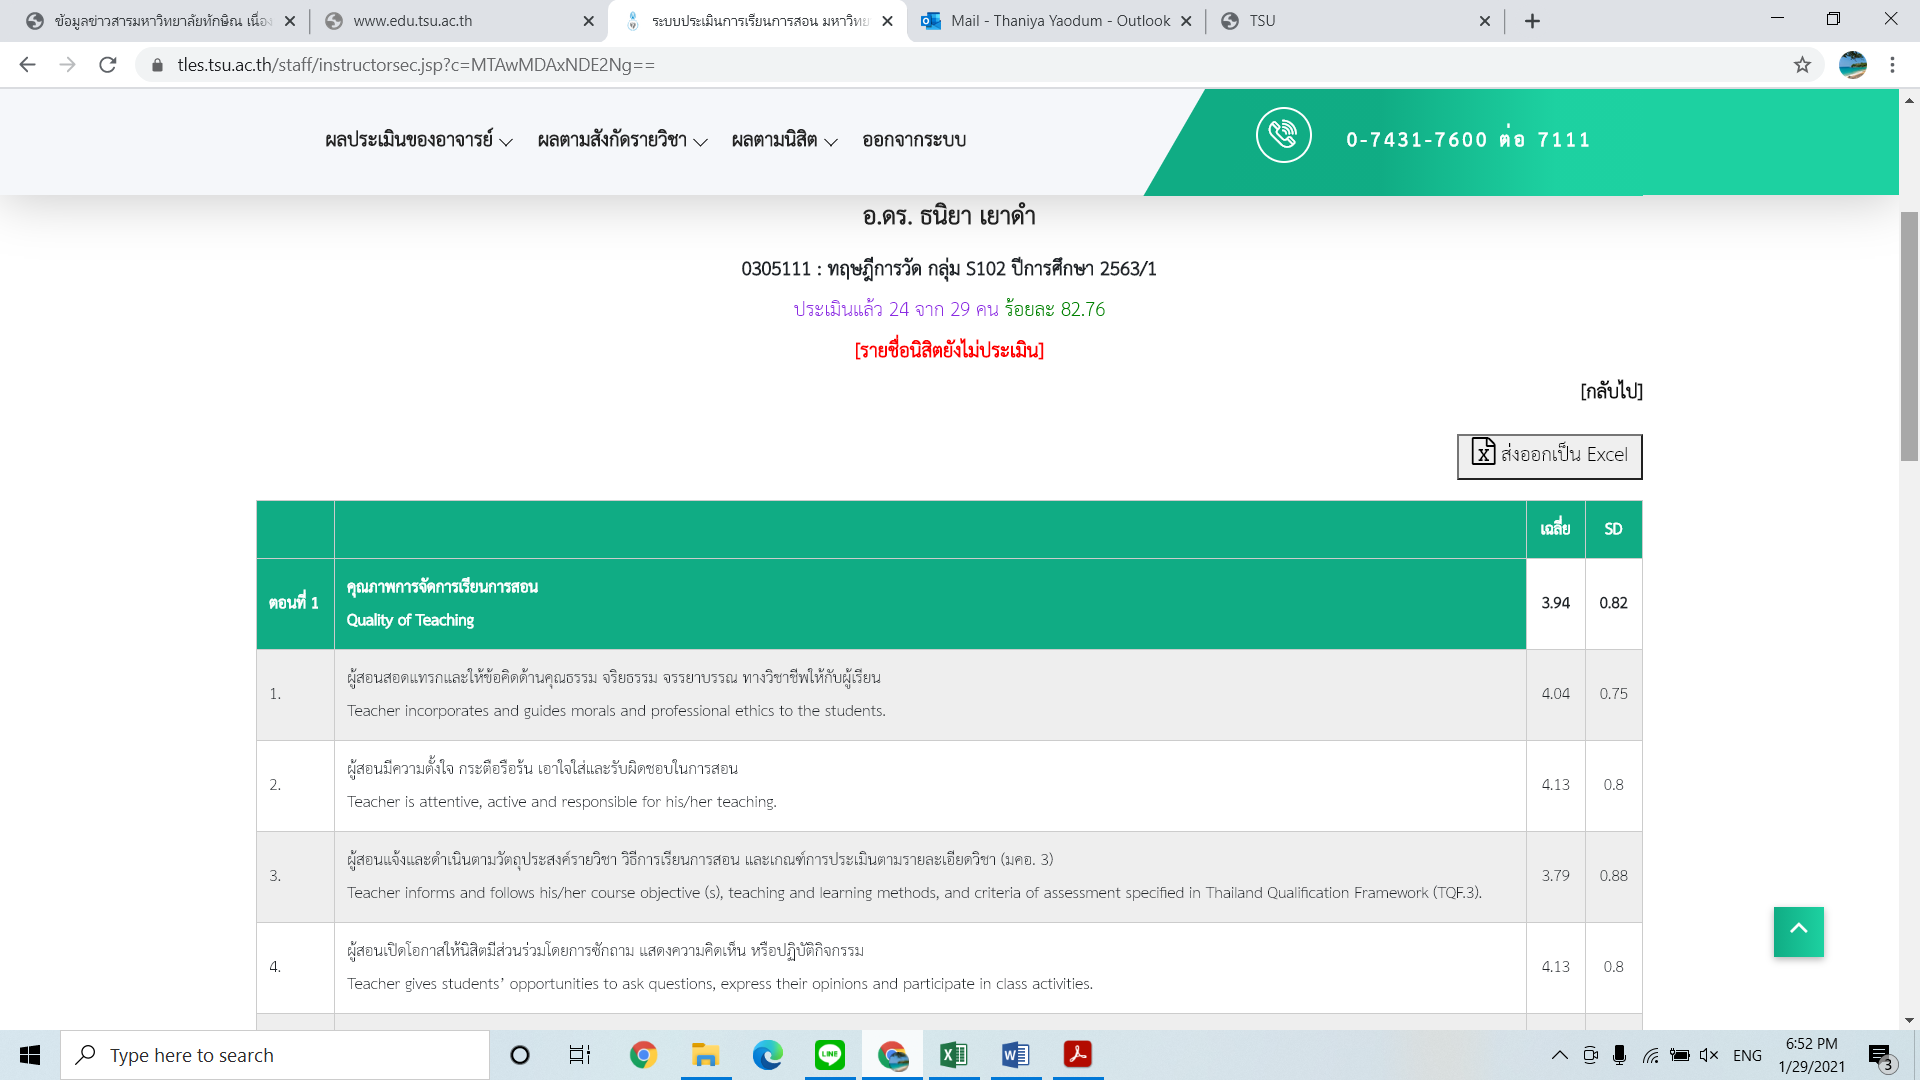 ข้อมูลข่าวสารมหาวิทยาลัยทักษิณ เนื่อง
www.edu.tsu.ac.th
ระบบประเมินการเรียนการสอน มหาวิทย
Mail - Thaniya Yaodum - Outlook
TSU
tles.tsu.ac.th/staff/instructorsec.jsp?c=MTAwMDAxNDE2Ng==
ผลประเมินของอาจารย์
ผลตามสังกัดรายวิชา
ผลตามนิสิต
ออกจากระบบ
0-7431-7600 ต่อ 7111
อ.ดร. ธนิยา เยาดำ
0305111 : ทฤษฎีการวัด กลุ่ม S102 ปีการศึกษา 2563/1
ประเมินแล้ว 24 จาก 29 คน ร้อยละ 82.76
[รายชื่อนิสิตยังไม่ประเมิน]
[กลับไป]
ส่งออกเป็น Excel
เฉลี่ย SD
ตอนที่ 1
คุณภาพการจัดการเรียนการสอน
Quality of Teaching
3.94 0.82
1.
ผู้สอนสอดแทรกและให้ข้อคิดด้านคุณธรรม จริยธรรม จรรยาบรรณ ทางวิชาชีพให้กับผู้เรียน
Teacher incorporates and guides morals and professional ethics to the students.
4.04 0.75
2.
ผู้สอนมีความตั้งใจ กระตือรือร้น เอาใจใส่และรับผิดชอบในการสอน
Teacher is attentive, active and responsible for his/her teaching.
4.13 0.8
3.
ผู้สอนแจ้งและดำเนินตามวัตถุประสงค์รายวิชา วิธีการเรียนการสอน และเกณฑ์การประเมินตามรายละเอียดวิชา (มคอ. 3)
Teacher informs and follows his/her course objective (s), teaching and learning methods, and criteria of assessment specified in Thailand Qualification Framework (TQF.3).
3.79 0.88
4.
ผู้สอนเปิดโอกาสให้นิสิตมีส่วนร่วมโดยการซักถาม แสดงความคิดเห็น หรือปฏิบัติกิจกรรม
Teacher gives students’ opportunities to ask questions, express their opinions and participate in class activities.
4.13 0.8
Type here to search
LINE
ENG
6:52 PM
1/29/2021
3